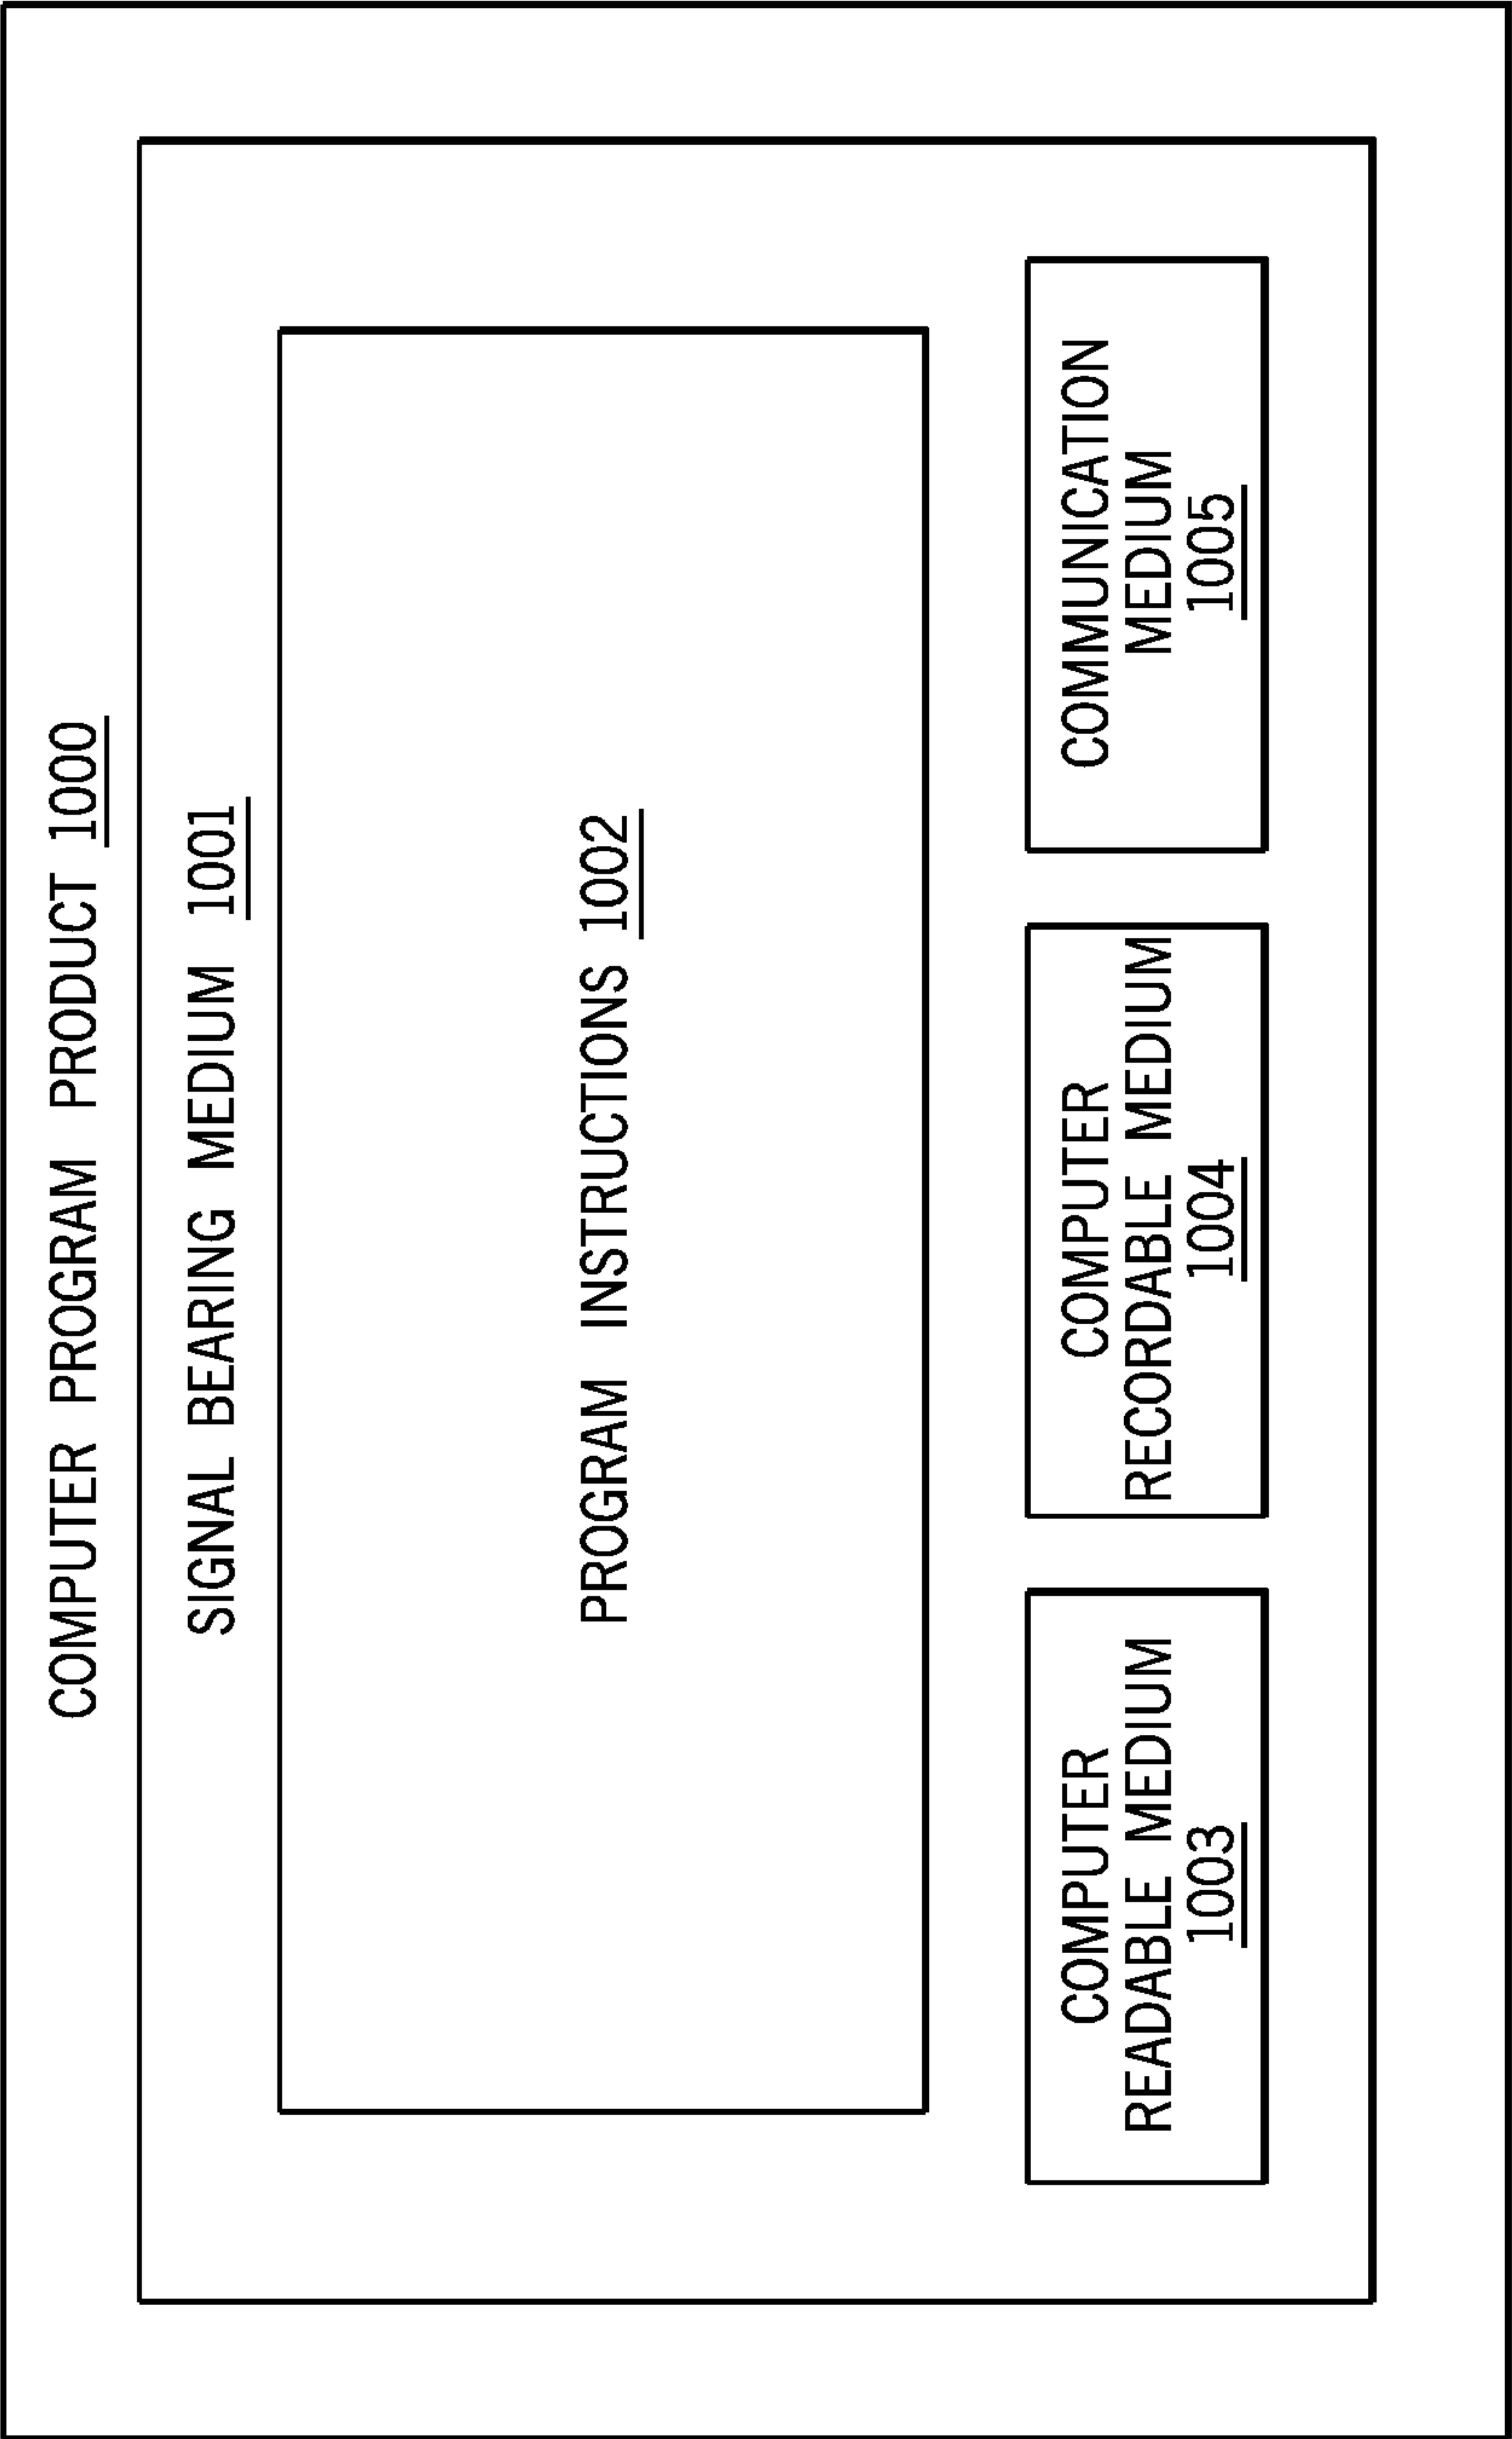 COMPUTER PROGRAM PRODUCT 1000
SIGNAL BEARING MEDIUM 1001
PROGRAM INSTRUCTIONS 1002
COMPUTER
READABLE MEDIUM
1003
COMPUTER
RECORDABLE MEDIUM
1004
COMMUNICATION
MEDIUM
1005